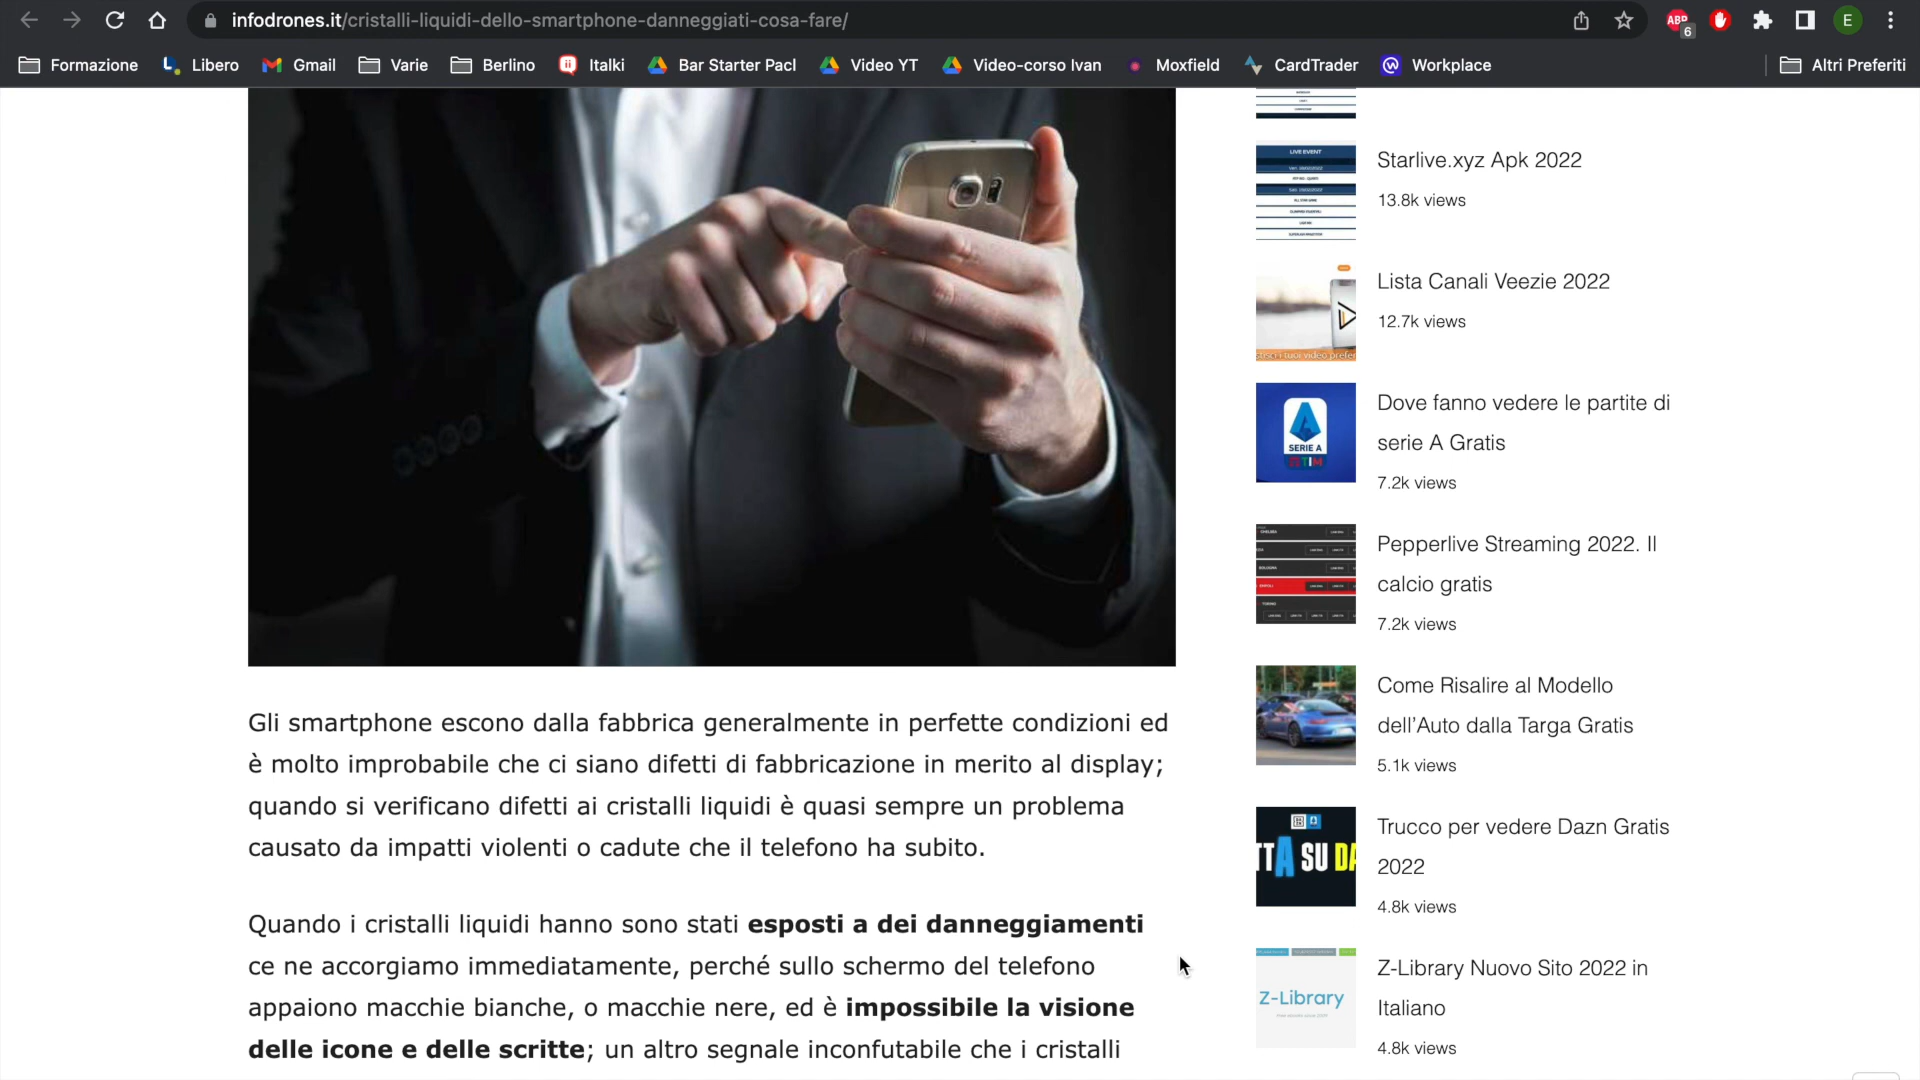 infodrones.it/cristalli-liquidi-dello-smartphone-danneggiati-cosa-fare/
ABP
6
E
Formazione
Libero
Gmail
Varie
Berlino
Italki
Bar Starter Pacl
Video YT
Video-corso Ivan
Moxfield
CardTrader
Workplace
Altri Preferiti
LIVE EVENT
Starlive.xyz Apk 2022
13.8k views
Lista Canali Veezie 2022
12.7k views
SERIE A
TIM
Dove fanno vedere le partite di
serie A Gratis
7.2k views
Pepperlive Streaming 2022. Il
calcio gratis
7.2k views
Come Risalire al Modello
dell'Auto dalla Targa Gratis
5.1k views
TTA SU DA
Trucco per vedere Dazn Gratis
2022
4.8k views
Z-Library
Z-Library Nuovo Sito 2022 in
Italiano
4.8k views
Gli smartphone escono dalla fabbrica generalmente in perfette condizioni ed
è molto improbabile che ci siano difetti di fabbricazione in merito al display;
quando si verificano difetti ai cristalli liquidi è quasi sempre un problema
causato da impatti violenti o cadute che il telefono ha subito.
Quando i cristalli liquidi hanno sono stati esposti a dei danneggiamenti
ce ne accorgiamo immediatamente, perché sullo schermo del telefono
appaiono macchie bianche, o macchie nere, ed è impossibile la visione
delle icone e delle scritte; un altro segnale inconfutabile che i cristalli